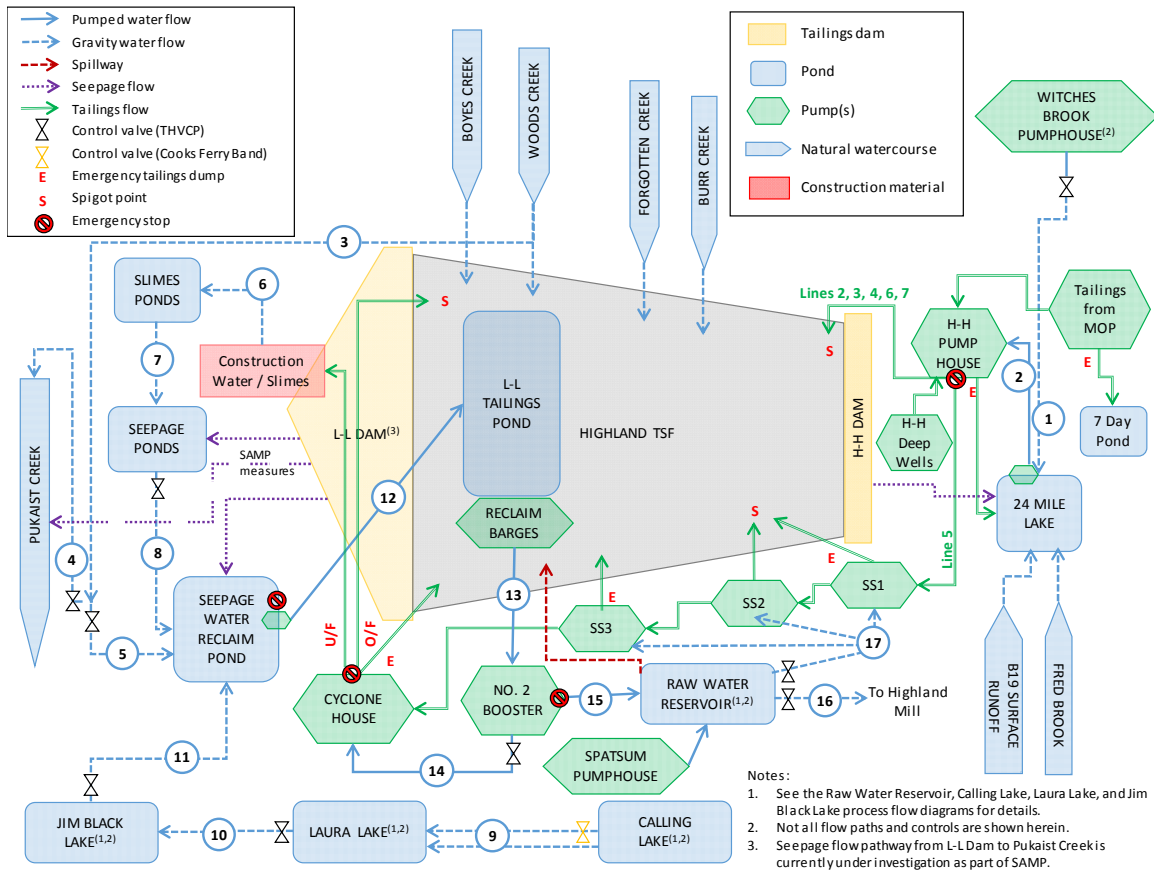 Pumped water flow
Gravity water flow
Spillway
Seepage flow
Tailings flow
Control valve (THVCP)
Control valve (Cooks Ferry Band)
E Emergency tailings dump
S Spigot point
Emergency stop
BOYES CREEK
WOODS CREEK
FORGOTTEN CREEK
BURR CREEK
Tailings dam
Pond
Pump(s)
Natural watercourse
Construction material
WITCHES
BROOK
PUMPHOUSE(2)
3
SLIMES
PONDS
6
S
Lines 2, 3, 4, 6, 7
S
H-H
PUMP
HOUSE
E
Tailings
from
MOP
E
2
1
7 Day
Pond
7
Construction
Water / Slimes
L-L
TAILINGS
POND
HIGHLAND TSF
H-H DAM
H-H
Deep
Wells
PUKAIST CREEK
SEEPAGE
PONDS
L-L DAM(3)
SAMP
measures
12
RECLAIM
BARGES
24 MILE
LAKE
4
8
S
Line 5
E
SS1
SS2
SEEPAGE
WATER
RECLAIM
POND
13
E
SS3
17
5
U/F
O/F
E
CYCLONE
HOUSE
NO. 2
BOOSTER
15
RAW WATER
RESERVOIR(1,2)
16
To Highland
Mill
B19 SURFACE
RUNOFF
FRED BROOK
11
14
SPATSUM
PUMPHOUSE
JIM BLACK
LAKE(1,2)
10
LAURA LAKE(1,2)
9
CALLING
LAKE(1,2)
Notes:
1. See the Raw Water Reservoir, Calling Lake, Laura Lake, and Jim
Black Lake process flow diagrams for details.
2. Not all flow paths and controls are shown herein.
3. Seepage flow pathway from L-L Dam to Pukaist Creek is
currently under investigation as part of SAMP.